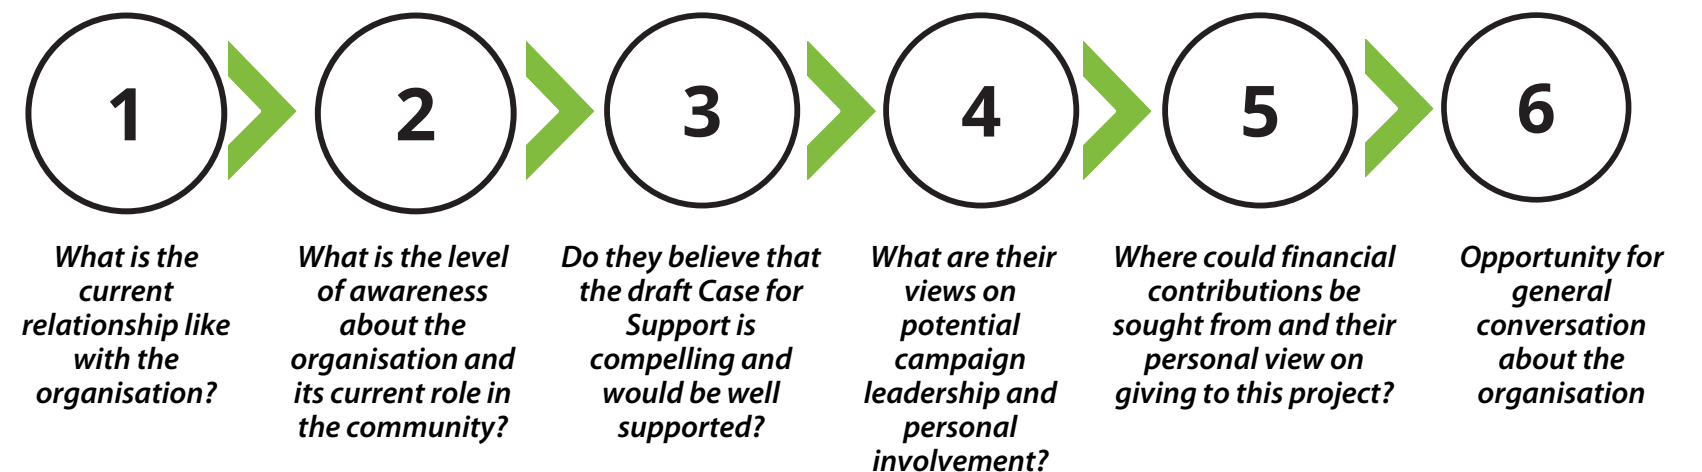 1
What is the
current
relationship like
with the
organisation?
2
What is the level
of awareness
about the
organisation and
its current role in
the community?
3
Do they believe that
the draft Case for
Support is
compelling and
would be well
supported?
4
What are their
views on
potential
campaign
leadership and
personal
involvement?
5
Where could financial
contributions be
sought from and their
personal view on
giving to this project?
6
Opportunity for
general
conversation
about the
organisation